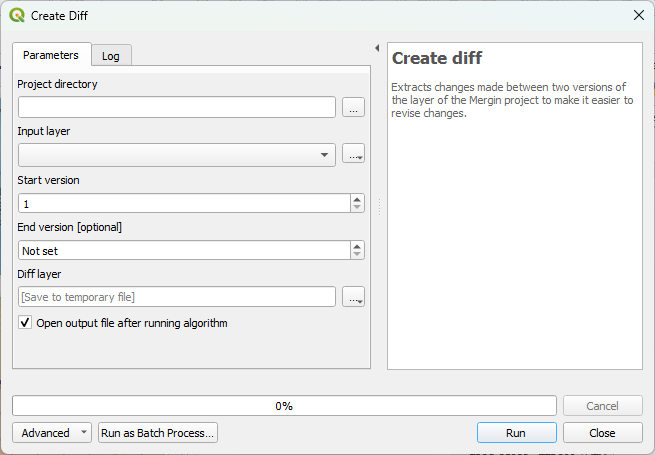 Create Diff
Parameters
Log
Project directory
...
Input layer
...
Start version
1
End version [optional]
Not set
Diff layer
[Save to temporary file]
...
Open output file after running algorithm
Create diff
Extracts changes made between two versions of
the layer of the Mergin project to make it easier to
revise changes.
0%
Cancel
Advanced
Run as Batch Process...
Run
Close